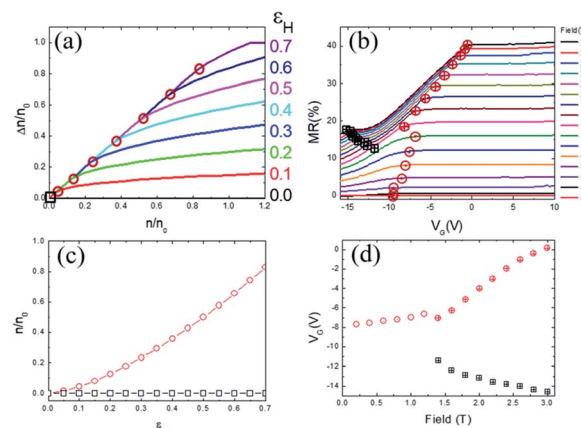 (a)
Δn/n₀
1.0
0.8
0.6
0.4
0.2
0.0
0.0 0.2 0.4 0.6 0.8 1.0 1.2
n/n₀
ε_H
0.7
0.6
0.5
0.4
0.3
0.2
0.1
0.0
(b)
MR(%)
50
40
30
20
10
0
-15 -10 -5 0 5 10
V_G(V)
Field(
(c)
n/n₀
1.0
0.8
0.6
0.4
0.2
0.0
0.0 0.1 0.2 0.3 0.4 0.5 0.6 0.7
ε
(d)
V_G(V)
0
-2
-4
-6
-8
-10
-12
-14
0.0 0.5 1.0 1.5 2.0 2.5 3.0
Field (T)